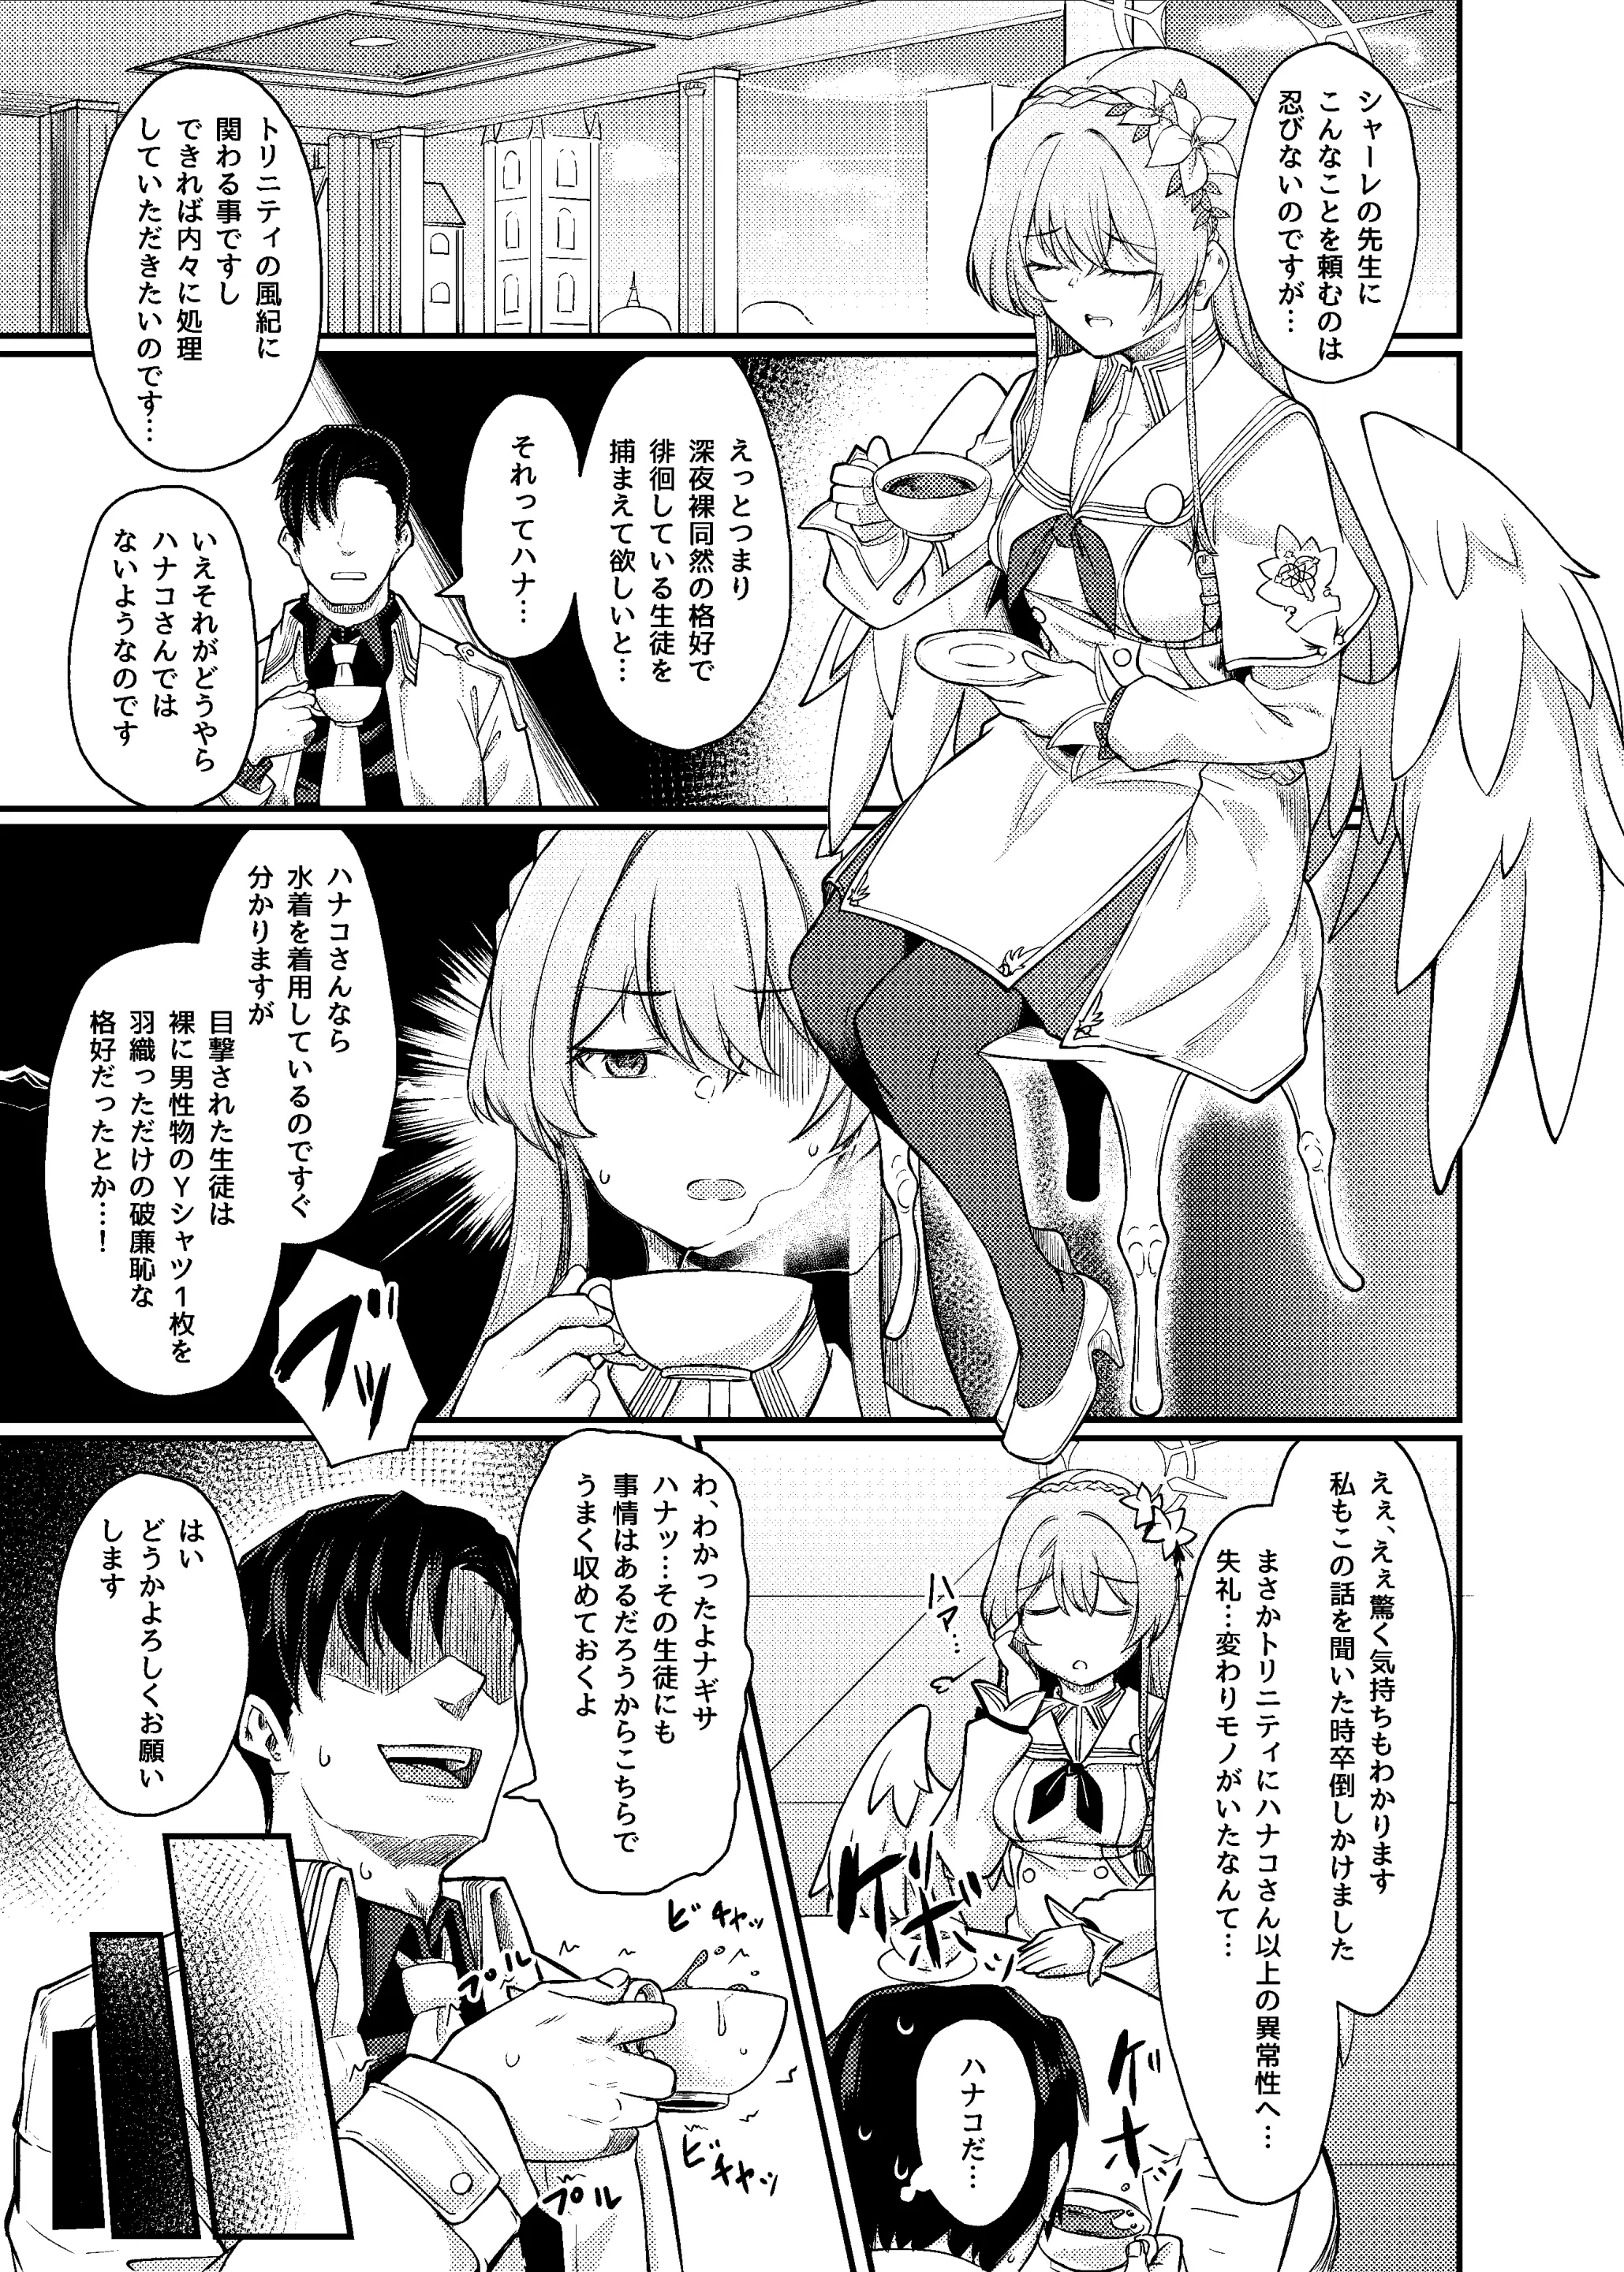 シャーレの先生に
こんなことを頼むのは
忍びないのですが…
トリニティの風紀に
関わる事ですし
できれば内々に処理
していただきたいのです…
えっとつまり
深夜裸同然の格好で
徘徊している生徒を
捕まえて欲しいと…
それってハナ…
いえそれがどうやら
ハナコさんでは
ないようなのです
ハナコさんなら
水着を着用しているのですぐ
分かりますが
目撃された生徒は
裸に男性物のYシャツ1枚を
羽織っただけの破廉恥な
格好だったとか…!
ブッ
ええ、ええ驚く気持ちもわかります
私もこの話を聞いた時卒倒しかけました
まさかトリニティにハナコさん以上の異常性へ…
失礼…変わりモノがいたなんて…
ハァ…
ゲホ
ゲホッ
ゲホッ
ハナコだ…
わ、わかったよナギサ
ハナッ…その生徒にも
事情はあるだろうからこちらで
うまく収めておくよ
ビチャッ
プル
ビチャッ
プル
はい
どうかよろしくお願い
します